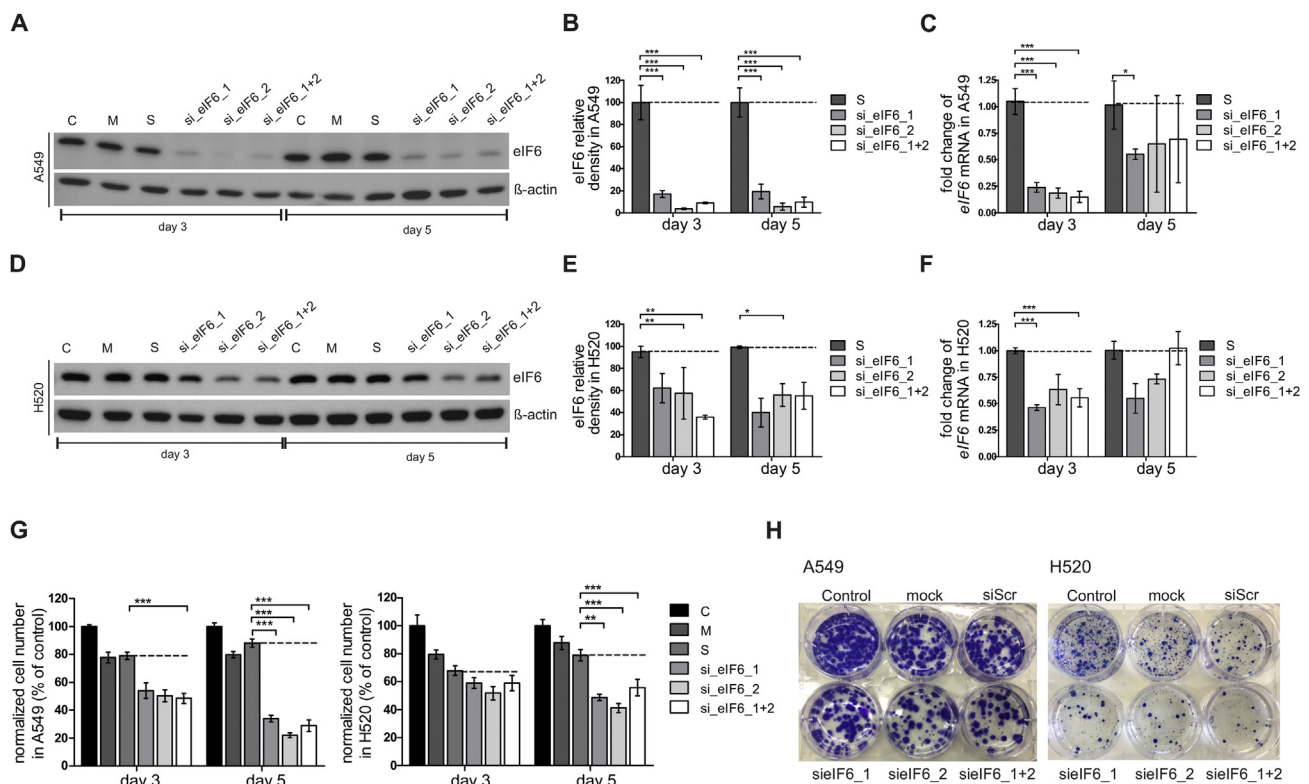 A
C M S si_eIF6_1 si_eIF6_2 si_eIF6_1+2 C M S si_eIF6_1 si_eIF6_2 si_eIF6_1+2
A549
eIF6
ß-actin
day 3 day 5
B
eIF6 relative
density in A549
120
100
80
60
40
20
0
*** *** ***
*** *** ***
day 3 day 5
S
si_eIF6_1
si_eIF6_2
si_eIF6_1+2
C
fold change of
eIF6 mRNA in A549
1.25
1.00
0.75
0.50
0.25
0.00
*** *** ***
*
day 3 day 5
S
si_eIF6_1
si_eIF6_2
si_eIF6_1+2
D
C M S si_eIF6_1 si_eIF6_2 si_eIF6_1+2 C M S si_eIF6_1 si_eIF6_2 si_eIF6_1+2
H520
eIF6
ß-actin
day 3 day 5
E
eIF6 relative
density in H520
120
100
80
60
40
20
0
** **
*
day 3 day 5
S
si_eIF6_1
si_eIF6_2
si_eIF6_1+2
F
fold change of
eIF6 mRNA in H520
1.25
1.00
0.75
0.50
0.25
0.00
*** ***
day 3 day 5
S
si_eIF6_1
si_eIF6_2
si_eIF6_1+2
G
normalized cell number
in A549 (% of control)
120
100
80
60
40
20
0
***
*** *** ***
day 3 day 5
normalized cell number
in H520 (% of control)
120
100
80
60
40
20
0
*** *** **
day 3 day 5
C
M
S
si_eIF6_1
si_eIF6_2
si_eIF6_1+2
H
A549 H520
Control mock siScr Control mock siScr
sieIF6_1 sieIF6_2 sieIF6_1+2 sieIF6_1 sieIF6_2 sieIF6_1+2